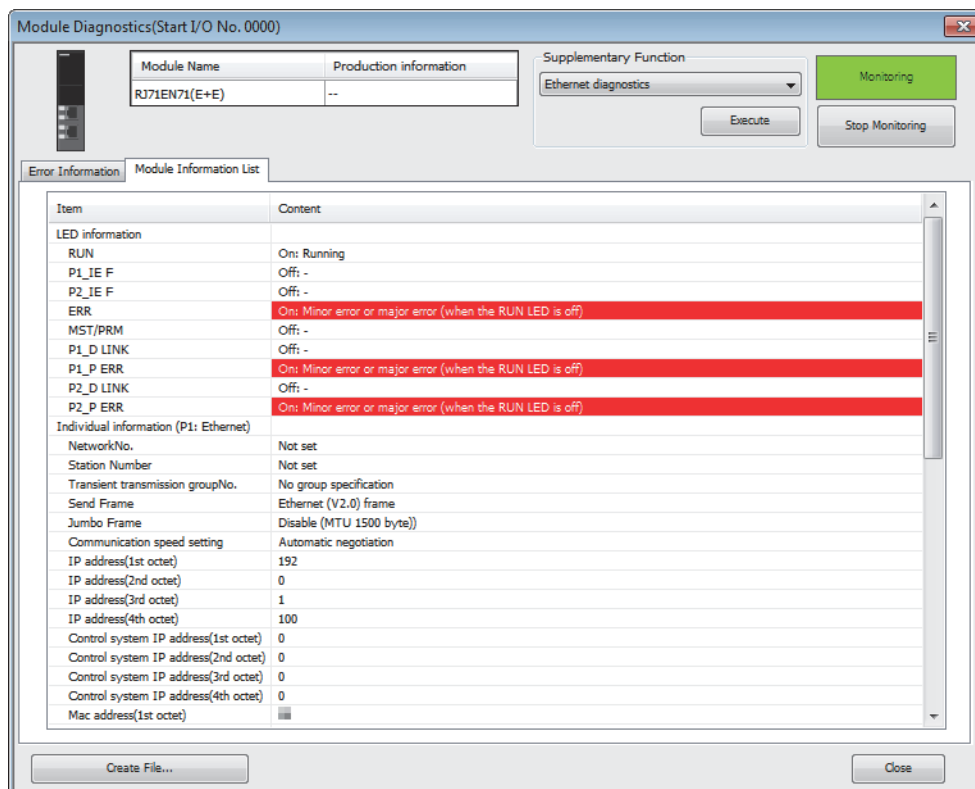 Module Diagnostics(Start I/O No. 0000)
Module Name Production information
RJ71EN71(E+E) --
Supplementary Function
Ethernet diagnostics
Execute
Monitoring
Stop Monitoring
Error Information Module Information List
Item Content
LED information
RUN On: Running
P1_IE F Off: -
P2_IE F Off: -
ERR On: Minor error or major error (when the RUN LED is off)
MST/PRM Off: -
P1_D LINK Off: -
P1_P ERR On: Minor error or major error (when the RUN LED is off)
P2_D LINK Off: -
P2_P ERR On: Minor error or major error (when the RUN LED is off)
Individual information (P1: Ethernet)
NetworkNo. Not set
Station Number Not set
Transient transmission groupNo. No group specification
Send Frame Ethernet (V2.0) frame
Jumbo Frame Disable (MTU 1500 byte))
Communication speed setting Automatic negotiation
IP address(1st octet) 192
IP address(2nd octet) 0
IP address(3rd octet) 1
IP address(4th octet) 100
Control system IP address(1st octet) 0
Control system IP address(2nd octet) 0
Control system IP address(3rd octet) 0
Control system IP address(4th octet) 0
Mac address(1st octet)
Create File... Close